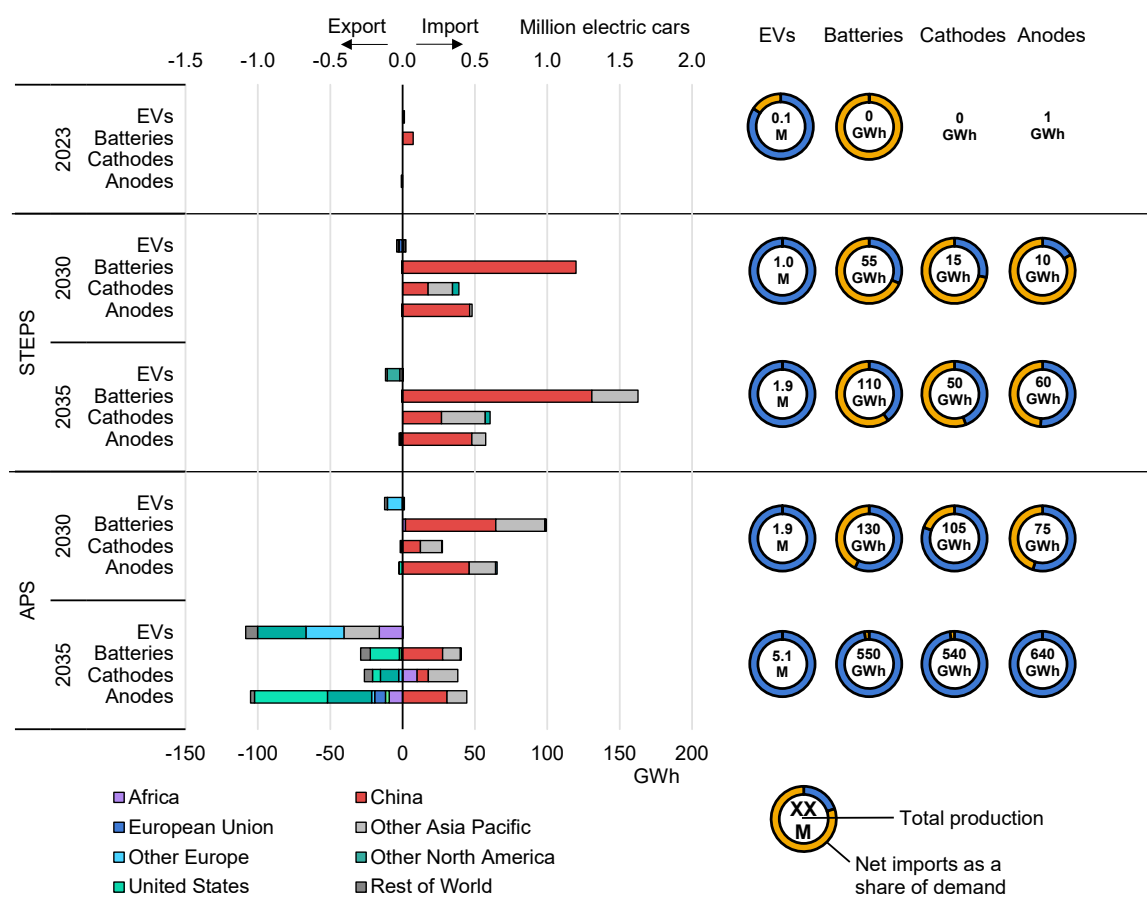 Export Import Million electric cars
-1.5 -1.0 -0.5 0.0 0.5 1.0 1.5 2.0
EVs Batteries Cathodes Anodes
2023
EVs
Batteries
Cathodes
Anodes
0.1 M
0 GWh
0 GWh
1 GWh
STEPS
2030
EVs
Batteries
Cathodes
Anodes
1.0 M
55 GWh
15 GWh
10 GWh
2035
EVs
Batteries
Cathodes
Anodes
1.9 M
110 GWh
50 GWh
60 GWh
APS
2030
EVs
Batteries
Cathodes
Anodes
1.9 M
130 GWh
105 GWh
75 GWh
2035
EVs
Batteries
Cathodes
Anodes
5.1 M
550 GWh
540 GWh
640 GWh
-150 -100 -50 0 50 100 150 200
GWh
Africa
China
European Union
Other Asia Pacific
Other Europe
Other North America
United States
Rest of World
XX M
Total production
Net imports as a
share of demand